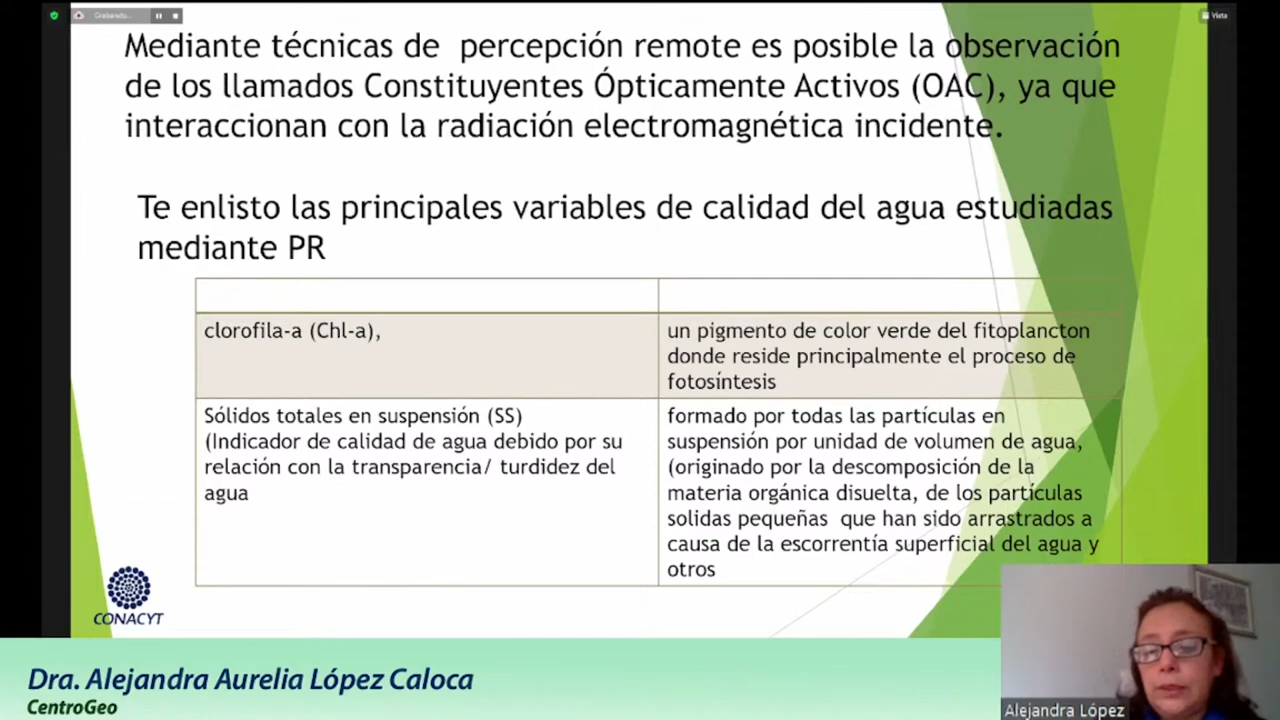 Grabando...
Vista
Mediante técnicas de percepción remote es posible la observación
de los llamados Constituyentes Ópticamente Activos (OAC), ya que
interaccionan con la radiación electromagnética incidente.
Te enlisto las principales variables de calidad del agua estudiadas
mediante PR
clorofila-a (Chl-a),
un pigmento de color verde del fitoplancton
donde reside principalmente el proceso de
fotosíntesis
Sólidos totales en suspensión (SS)
(Indicador de calidad de agua debido por su
relación con la transparencia/ turdidez del
agua
formado por todas las partículas en
suspensión por unidad de volumen de agua,
(originado por la descomposición de la
materia orgánica disuelta, de los partículas
solidas pequeñas que han sido arrastrados a
causa de la escorrentía superficial del agua y
otros
CONACYT
Dra. Alejandra Aurelia López Caloca
CentroGeo
Alejandra López